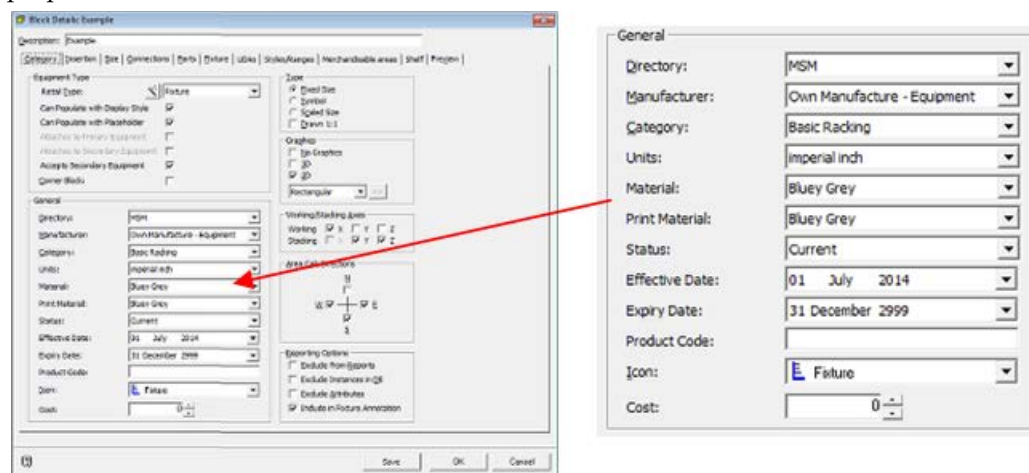 Block Details: Example
Description: Example
Category Insertion Size Connections Parts Fixture Styles/Ranges Merchandisable areas Shelf Preview
Equipment Type
Retail Type: Fixture
Can Populate with Display Style
Can Populate with Placeholder
Attaches to Primary Equipment
Attaches to Secondary Equipment
Accepts Secondary Equipment
Corner Blocks
General
Directory: MSM
Manufacturer: Own Manufacture - Equipment
Category: Basic Racking
Units: imperial inch
Material: Bluey Grey
Print Material: Bluey Grey
Status: Current
Effective Date: 01 July 2014
Expiry Date: 31 December 2999
Product Code:
Icon: Fixture
Cost: 0
Type
Fixed Size
Symbol
Scaled Size
Drawn 1:1
Graphics
No Graphics
3D
2D
Rectangular
Working/Stacking Axes
Working X Y Z
Stacking X Y Z
Area Calc Directions
N
W E
S
Reporting Options
Exclude from Reports
Exclude Instances in QB
Exclude Attributes
Include in Fixture Annotation
Save OK Cancel
General
Directory: MSM
Manufacturer: Own Manufacture - Equipment
Category: Basic Racking
Units: imperial inch
Material: Bluey Grey
Print Material: Bluey Grey
Status: Current
Effective Date: 01 July 2014
Expiry Date: 31 December 2999
Product Code:
Icon: Fixture
Cost: 0